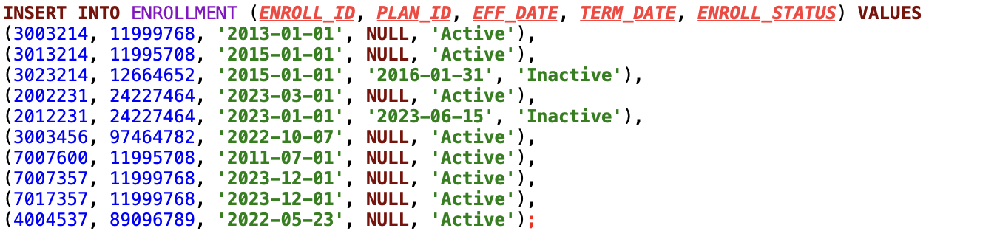 INSERT INTO ENROLLMENT (ENROLL_ID, PLAN_ID, EFF_DATE, TERM_DATE, ENROLL_STATUS) VALUES
(3003214, 11999768, '2013-01-01', NULL, 'Active'),
(3013214, 11995708, '2015-01-01', NULL, 'Active'),
(3023214, 12664652, '2015-01-01', '2016-01-31', 'Inactive'),
(2002231, 24227464, '2023-03-01', NULL, 'Active'),
(2012231, 24227464, '2023-01-01', '2023-06-15', 'Inactive'),
(3003456, 97464782, '2022-10-07', NULL, 'Active'),
(7007600, 11995708, '2011-07-01', NULL, 'Active'),
(7007357, 11999768, '2023-12-01', NULL, 'Active'),
(7017357, 11999768, '2023-12-01', NULL, 'Active'),
(4004537, 89096789, '2022-05-23', NULL, 'Active');